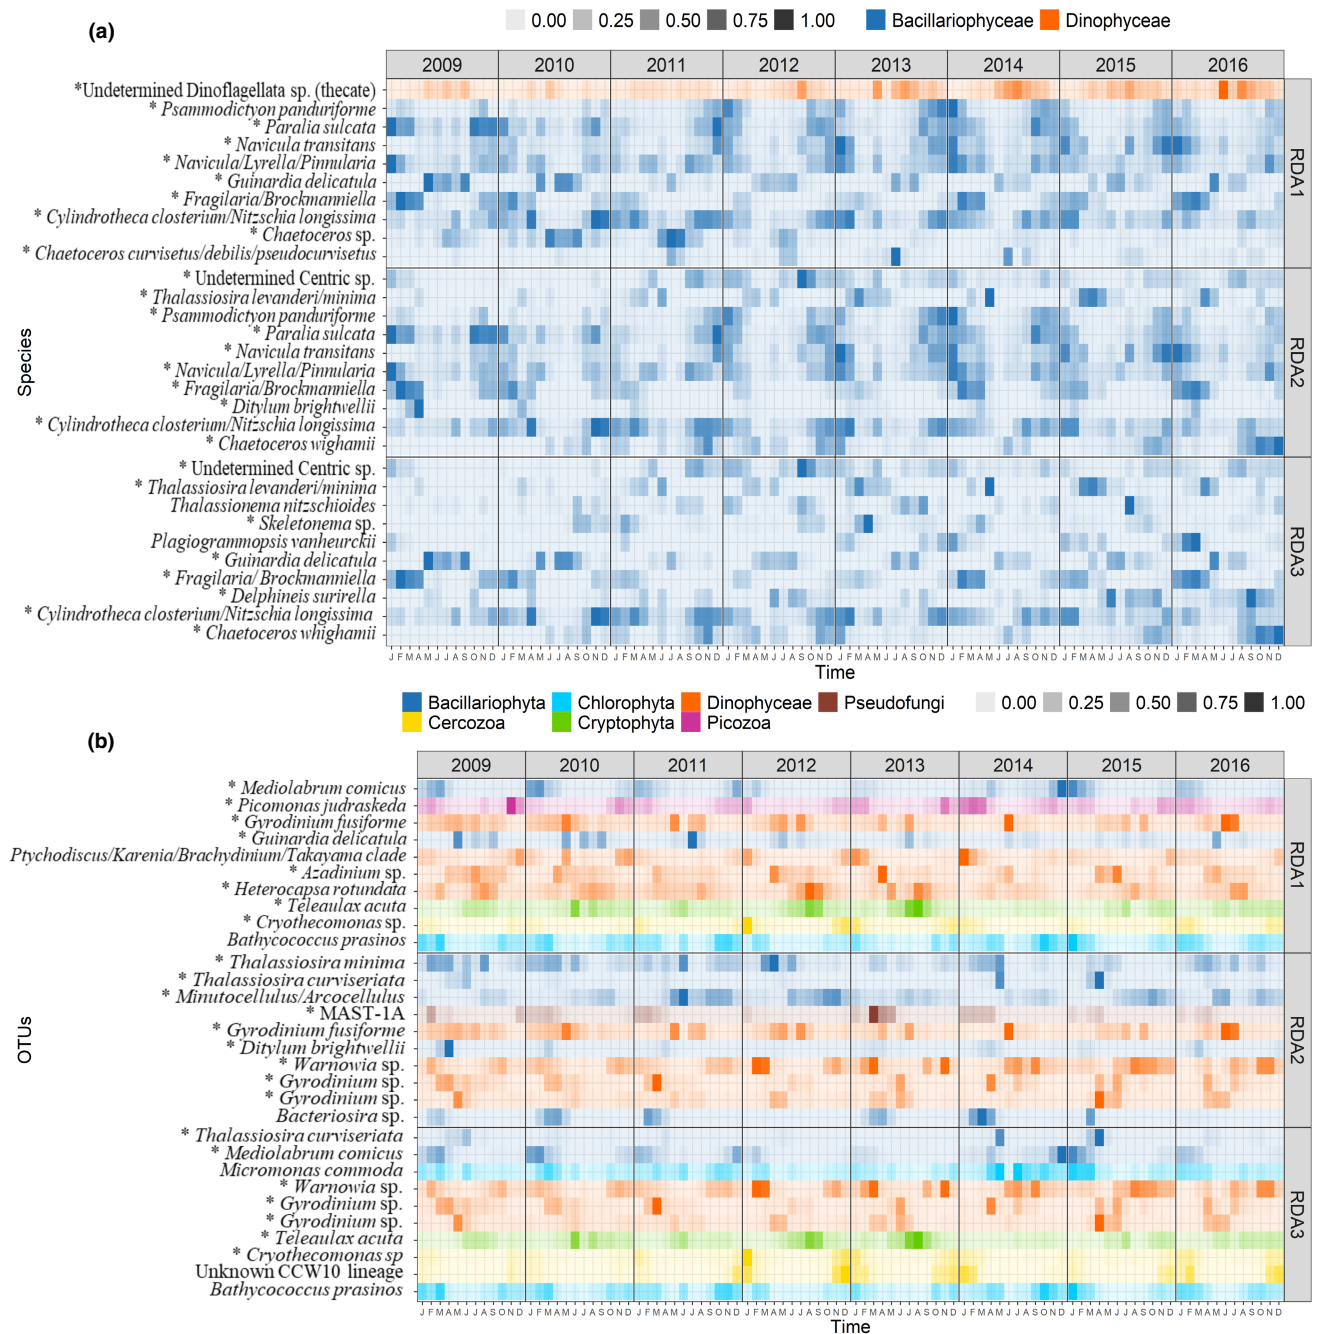 (a)
0.00 0.25 0.50 0.75 1.00 Bacillariophyceae Dinophyceae
2009 2010 2011 2012 2013 2014 2015 2016
*Undetermined Dinoflagellata sp. (thecate)
* Psammodictyon panduriforme
* Paralia sulcata
* Navicula transitans
* Navicula/Lyrella/Pinnularia
* Guinardia delicatula
* Fragilaria/Brockmanniella
* Cylindrotheca closterium/Nitzschia longissima
* Chaetoceros sp.
* Chaetoceros curvisetus/debilis/pseudocurvisetus
RDA1
* Undetermined Centric sp.
* Thalassiosira levanderi/minima
* Psammodictyon panduriforme
* Paralia sulcata
* Navicula transitans
* Navicula/Lyrella/Pinnularia
* Fragilaria/Brockmanniella
* Ditylum brightwellii
* Cylindrotheca closterium/Nitzschia longissima
* Chaetoceros wighamii
RDA2
* Undetermined Centric sp.
* Thalassiosira levanderi/minima
Thalassionema nitzschioides
* Skeletonema sp.
Plagiogrammopsis vanheurckii
* Guinardia delicatula
* Fragilaria/ Brockmanniella
* Delphineis surirella
* Cylindrotheca closterium/Nitzschia longissima
* Chaetoceros whighamii
RDA3
Species
J F M A M J J A S O N D J F M A M J J A S O N D J F M A M J J A S O N D J F M A M J J A S O N D J F M A M J J A S O N D J F M A M J J A S O N D J F M A M J J A S O N D J F M A M J J A S O N D
Time
Bacillariophyta Chlorophyta Dinophyceae Pseudofungi 0.00 0.25 0.50 0.75 1.00
Cercozoa Cryptophyta Picozoa
(b)
2009 2010 2011 2012 2013 2014 2015 2016
* Mediolabrum comicus
* Picomonas judraskeda
* Gyrodinium fusiforme
* Guinardia delicatula
Ptychodiscus/Karenia/Brachydinium/Takayama clade
* Azadinium sp.
* Heterocapsa rotundata
* Teleaulax acuta
* Cryothecomonas sp.
Bathycoccus prasinos
RDA1
* Thalassiosira minima
* Thalassiosira curviseriata
* Minutocellulus/Arcocellulus
* MAST-1A
* Gyrodinium fusiforme
* Ditylum brightwellii
* Warnowia sp.
* Gyrodinium sp.
* Gyrodinium sp.
Bacteriosira sp.
RDA2
* Thalassiosira curviseriata
* Mediolabrum comicus
Micromonas commoda
* Warnowia sp.
* Gyrodinium sp.
* Gyrodinium sp.
* Teleaulax acuta
* Cryothecomonas sp
Unknown CCW10 lineage
Bathycoccus prasinos
RDA3
OTUs
J F M A M J J A S O N D J F M A M J J A S O N D J F M A M J J A S O N D J F M A M J J A S O N D J F M A M J J A S O N D J F M A M J J A S O N D J F M A M J J A S O N D J F M A M J J A S O N D
Time